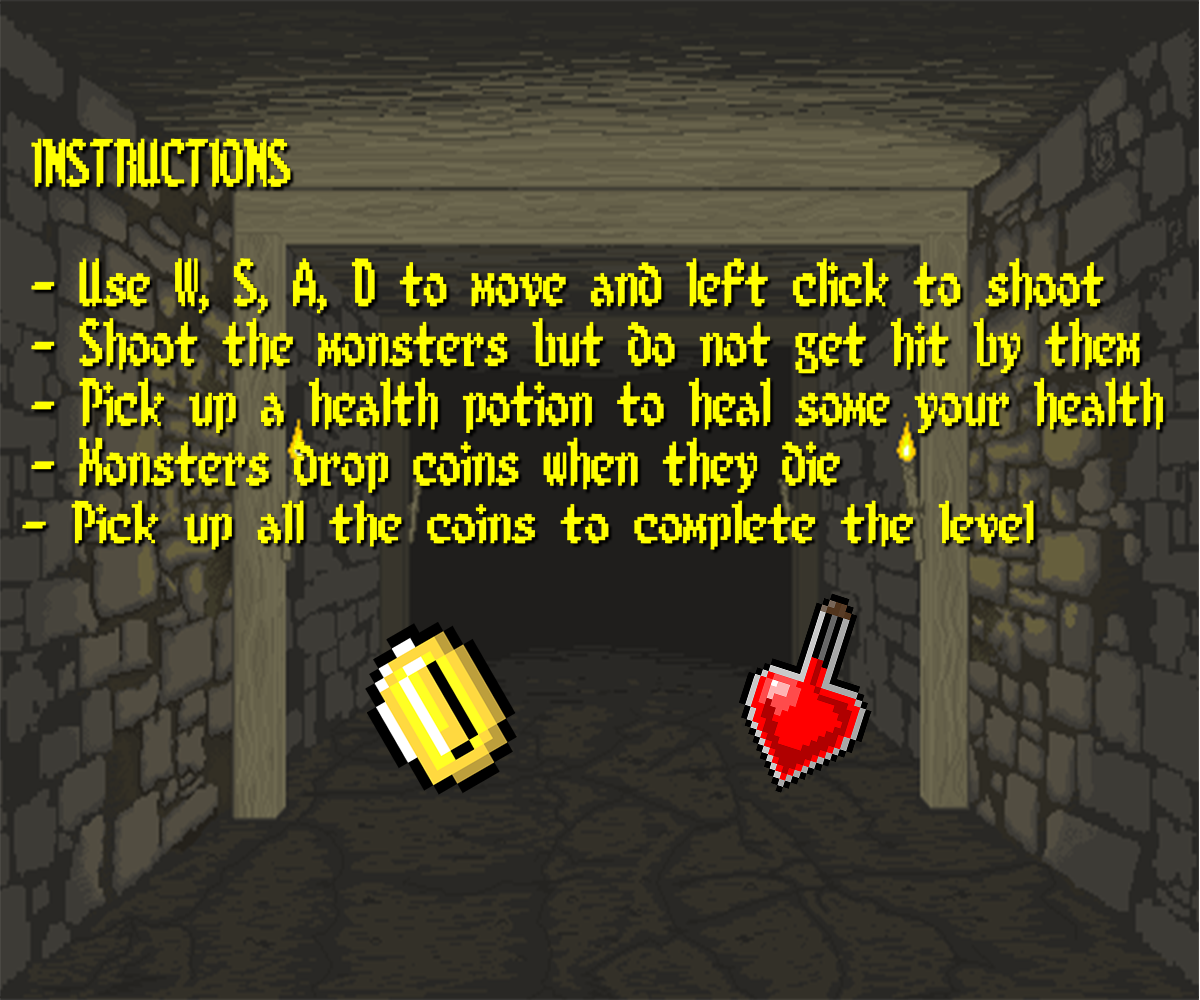 INSTRUCTIONS
- Use W, S, A, D to move and left click to shoot
- Shoot the monsters but do not get hit by them
- Pick up a health potion to heal some your health
- Monsters drop coins when they die
- Pick up all the coins to complete the level